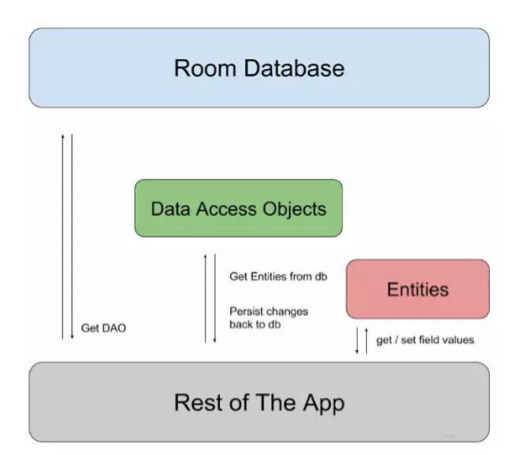 Room Database
Data Access Objects
Get Entities from db
Persist changes
back to db
Entities
Get DAO
get / set field values
Rest of The App